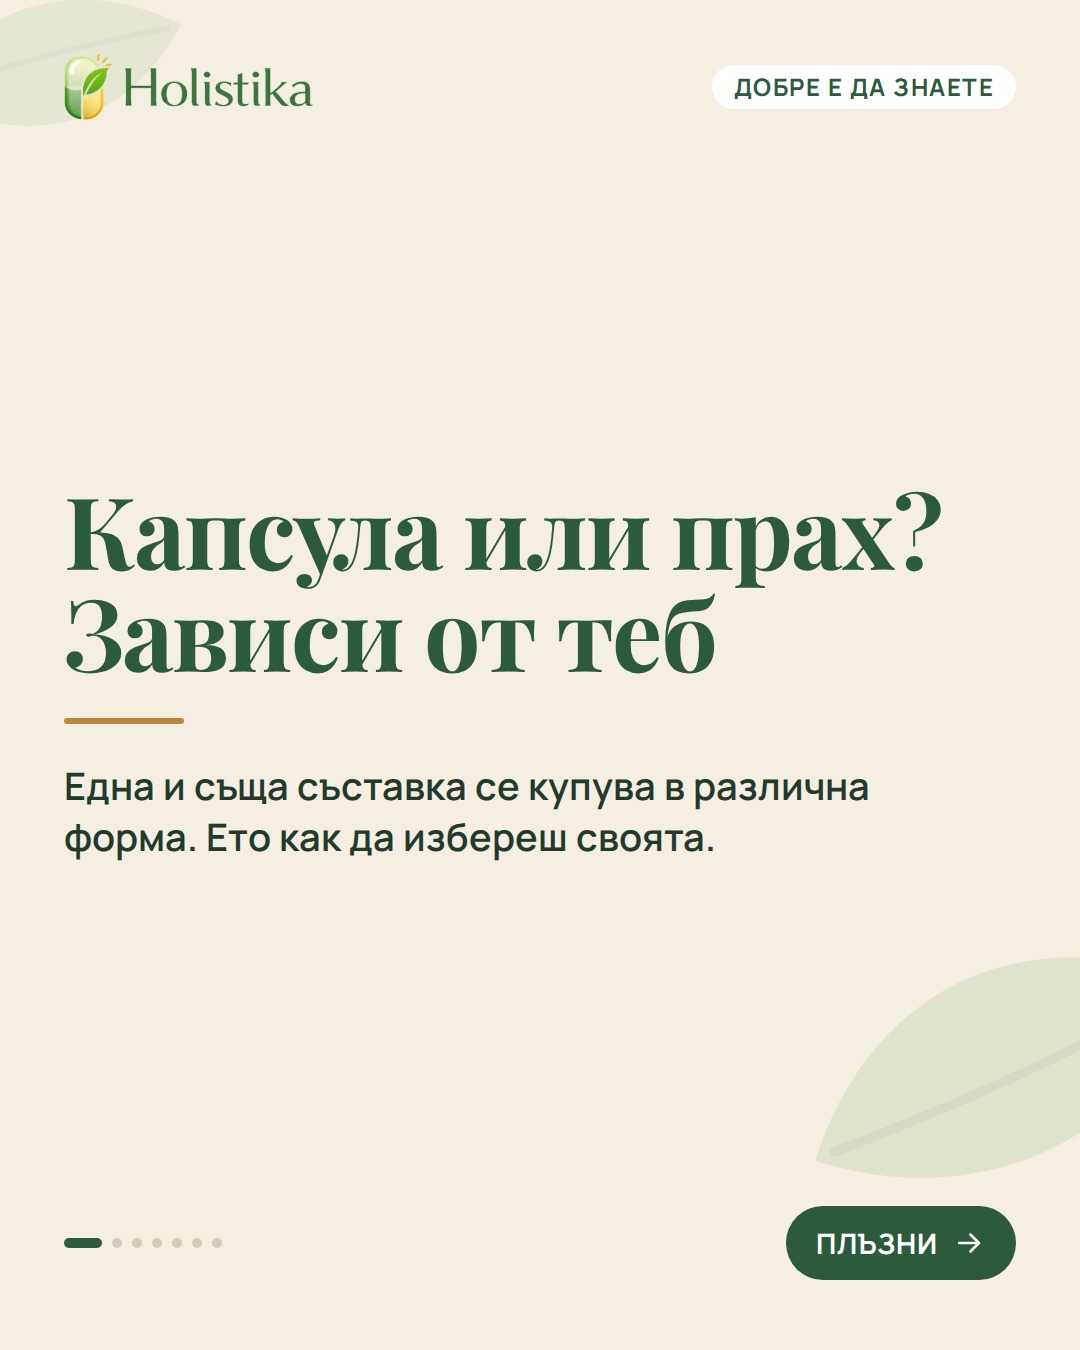 Holistika
ДОБРЕ Е ДА ЗНАЕТЕ
Капсула или прах?
Зависи от теб
Една и съща съставка се купува в различна
форма. Ето как да избереш своята.
ПЛЪЗНИ →